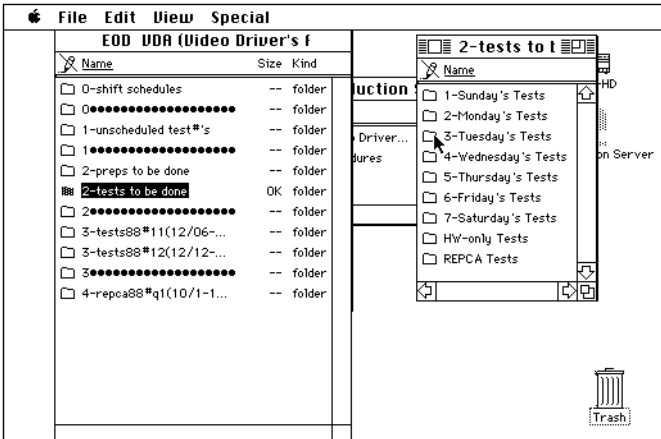 File Edit View Special
EOD VDA (Video Driver's f
Name Size Kind
0-shift schedules -- folder
0●●●●●●●●●●●●●●●●●●● -- folder
1-unscheduled test#'s -- folder
1●●●●●●●●●●●●●●●●●●● -- folder
2-preps to be done -- folder
2-tests to be done 0K folder
2●●●●●●●●●●●●●●●●●●● -- folder
3-tests88#11(12/06-... -- folder
3-tests88#12(12/12-... -- folder
3●●●●●●●●●●●●●●●●●●● -- folder
4-repca88#q1(10/1-1... -- folder
uction S
Driver...
dures
2-tests to b
Name
1-Sunday's Tests
2-Monday's Tests
3-Tuesday's Tests
4-Wednesday's Tests
5-Thursday's Tests
6-Friday's Tests
7-Saturday's Tests
HW-only Tests
REPCA Tests
-HD
on Server
Trash